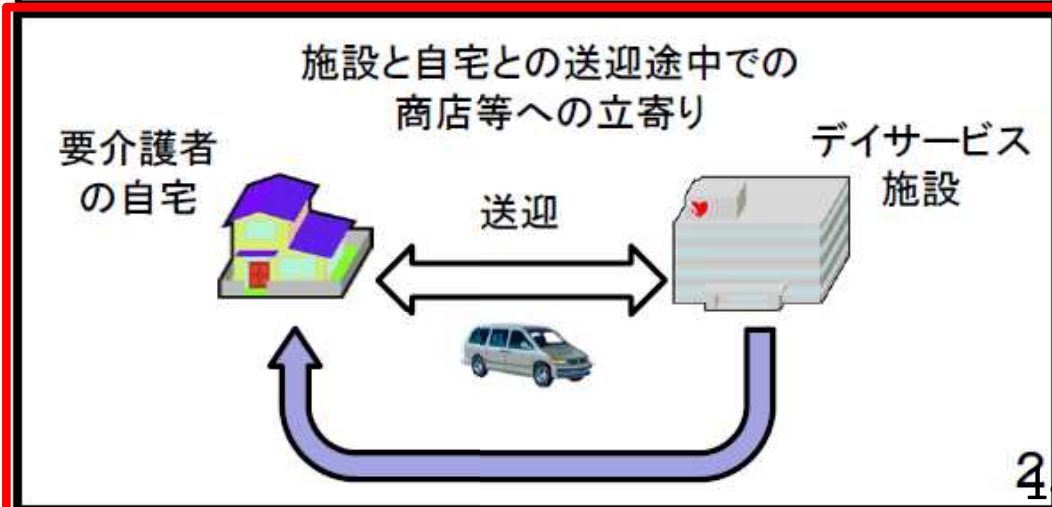 施設と自宅との送迎途中での
商店等への立寄り
要介護者
の自宅
デイサービス
施設
送迎